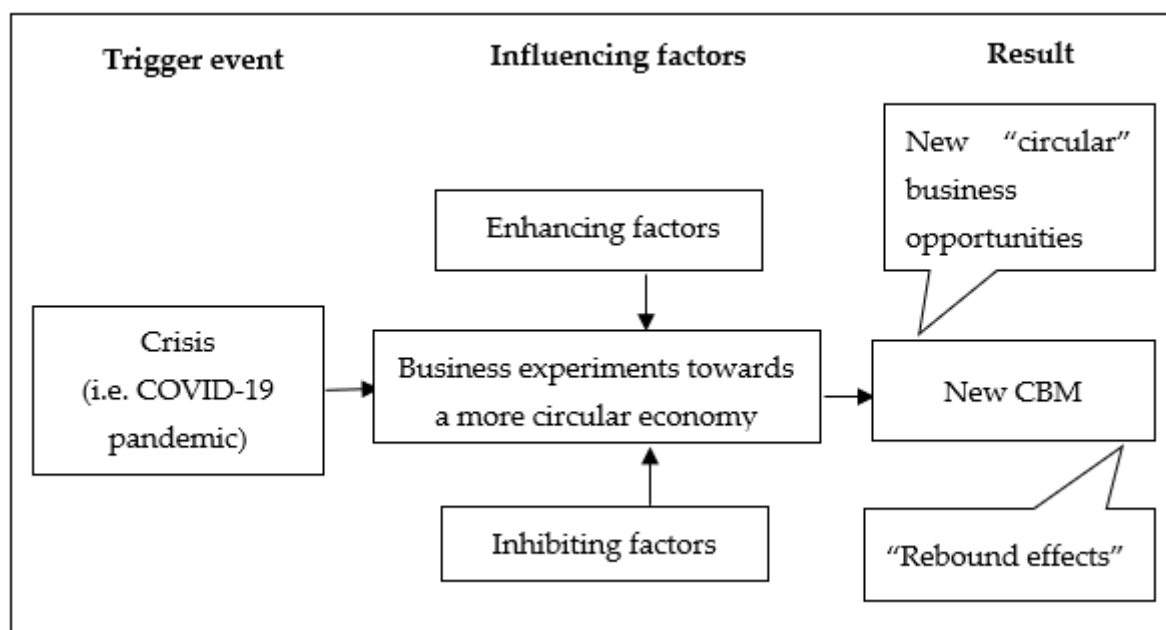 Trigger event
Influencing factors
Result
New “circular”
business
opportunities
Enhancing factors
Crisis
(i.e. COVID-19
pandemic)
Business experiments towards
a more circular economy
New CBM
Inhibiting factors
“Rebound effects”